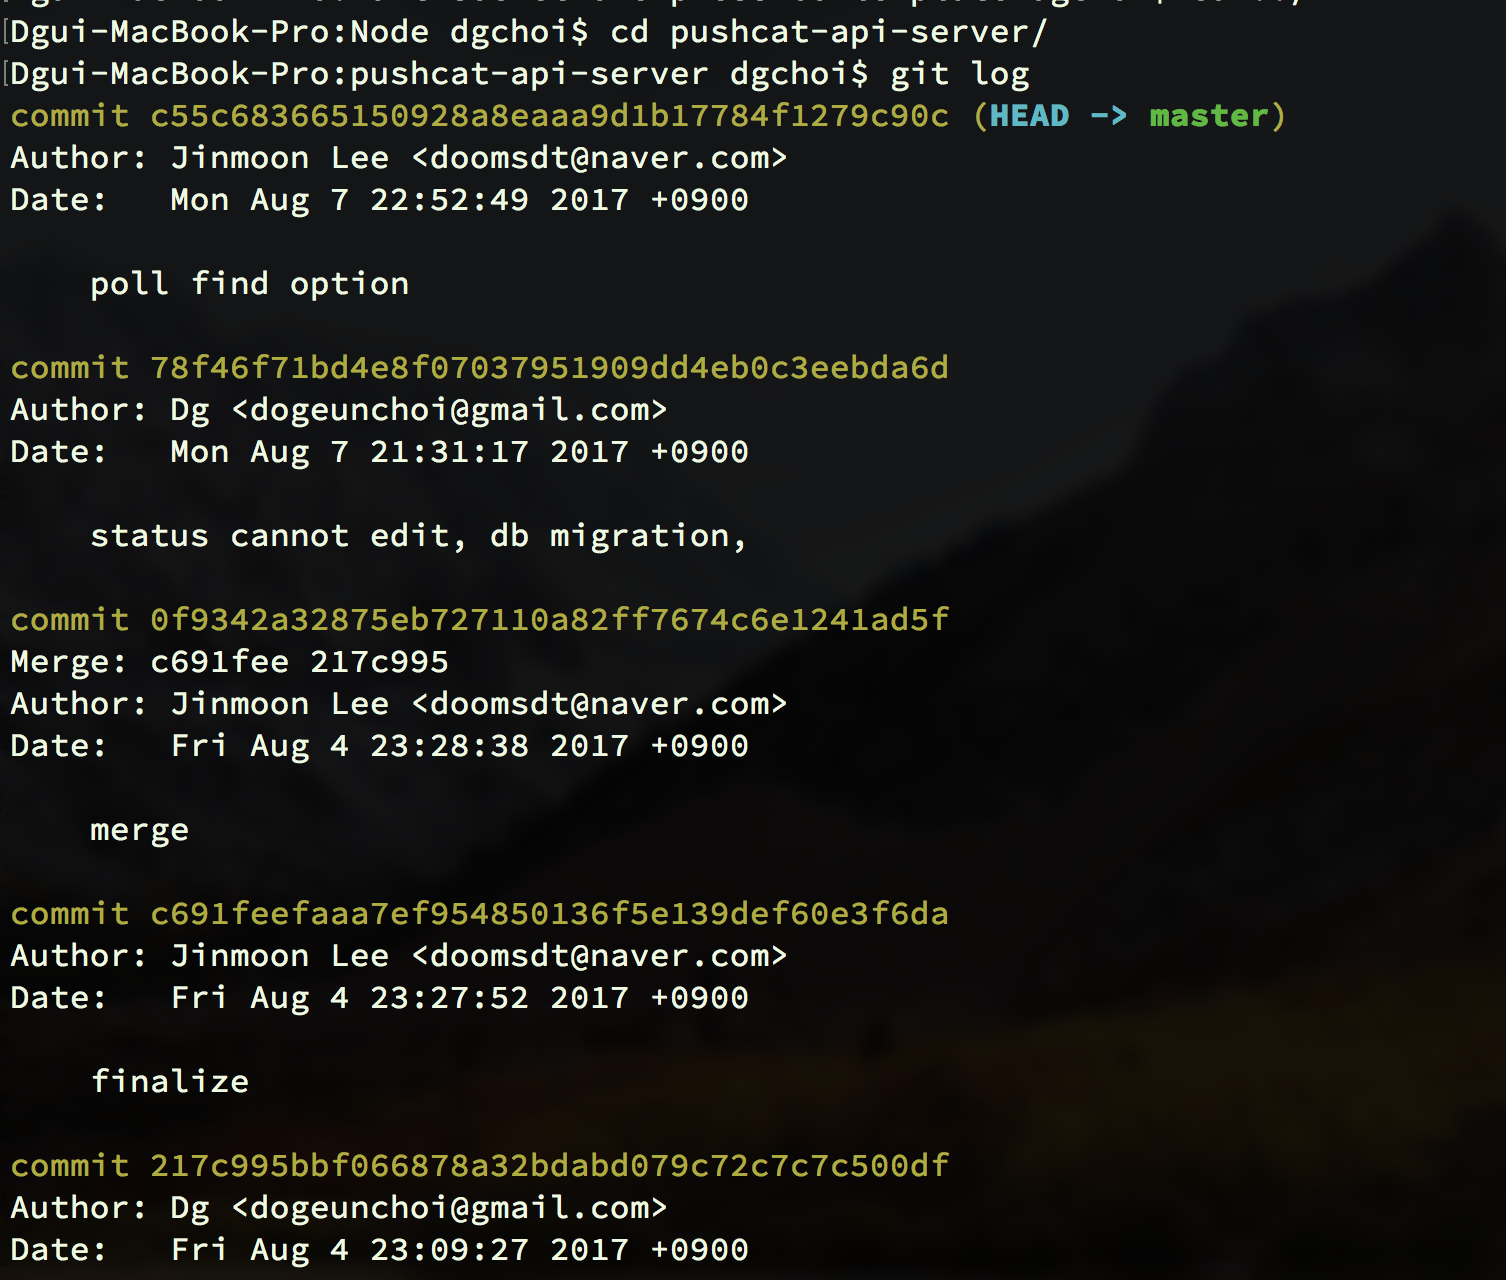 Dgui-MacBook-Pro:Node dgchoi$ cd pushcat-api-server/
Dgui-MacBook-Pro:pushcat-api-server dgchoi$ git log
commit c55c683665150928a8eaaa9d1b17784f1279c90c (HEAD -> master)
Author: Jinmoon Lee <doomsdt@naver.com>
Date:   Mon Aug 7 22:52:49 2017 +0900
poll find option
commit 78f46f71bd4e8f07037951909dd4eb0c3eebda6d
Author: Dg <dogeunchoi@gmail.com>
Date:   Mon Aug 7 21:31:17 2017 +0900
status cannot edit, db migration,
commit 0f9342a32875eb727110a82ff7674c6e1241ad5f
Merge: c691fee 217c995
Author: Jinmoon Lee <doomsdt@naver.com>
Date:   Fri Aug 4 23:28:38 2017 +0900
merge
commit c691feefaaa7ef954850136f5e139def60e3f6da
Author: Jinmoon Lee <doomsdt@naver.com>
Date:   Fri Aug 4 23:27:52 2017 +0900
finalize
commit 217c995bbf066878a32bdabd079c72c7c7c500df
Author: Dg <dogeunchoi@gmail.com>
Date:   Fri Aug 4 23:09:27 2017 +0900